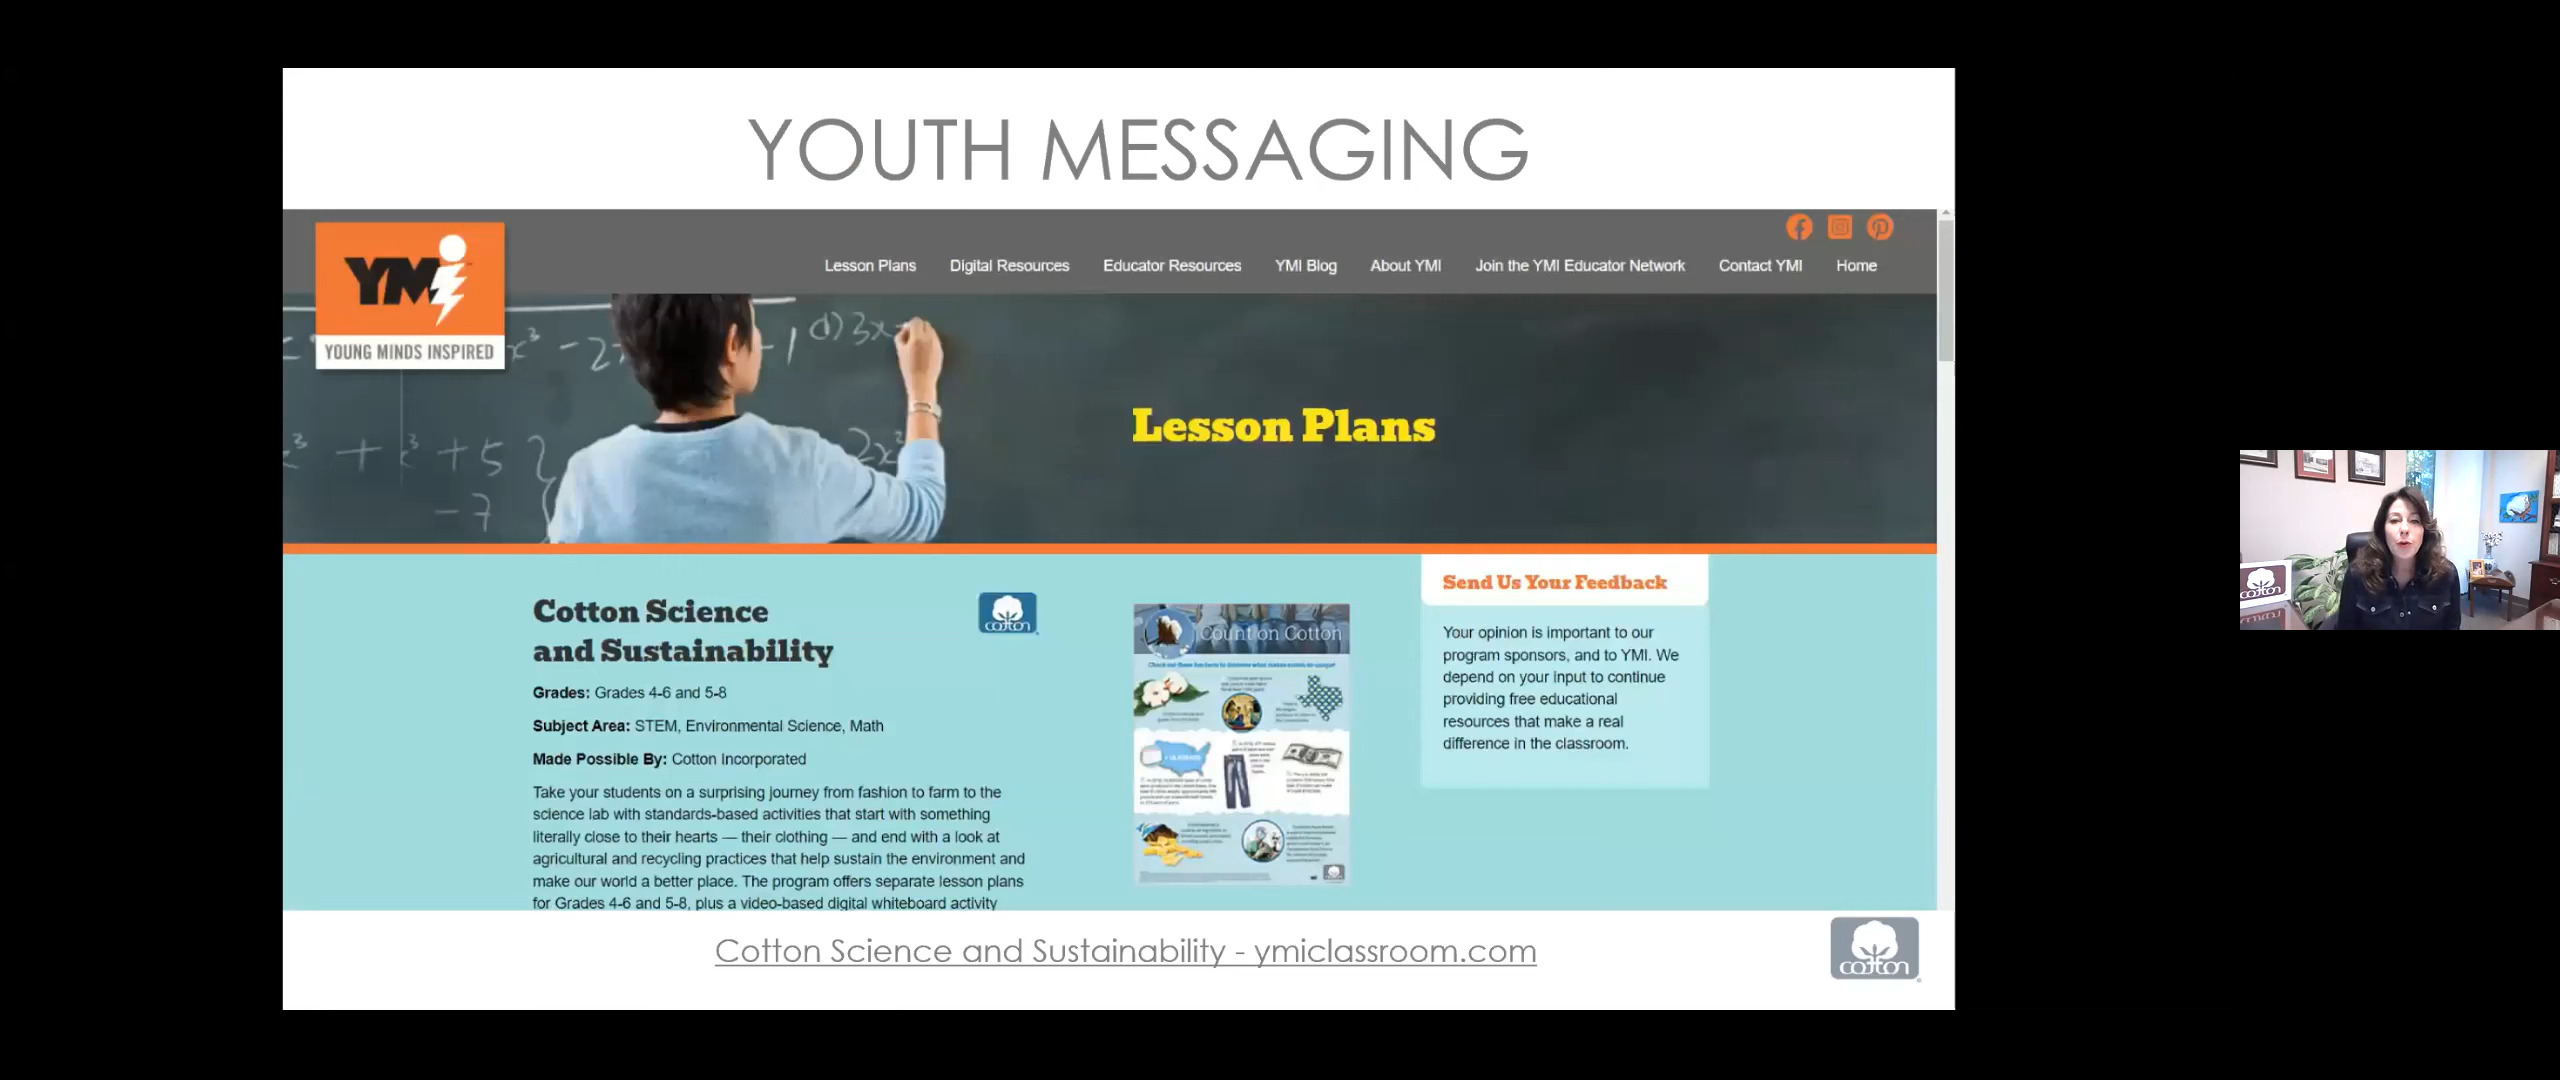 YOUTH MESSAGING
YMi
YOUNG MINDS INSPIRED
Lesson Plans Digital Resources Educator Resources YMI Blog About YMI Join the YMI Educator Network Contact YMI Home
d) 3x
Lesson Plans
Cotton Science
and Sustainability
cotton
Grades: Grades 4-6 and 5-8
Subject Area: STEM, Environmental Science, Math
Made Possible By: Cotton Incorporated
Take your students on a surprising journey from fashion to farm to the
science lab with standards-based activities that start with something
literally close to their hearts — their clothing — and end with a look at
agricultural and recycling practices that help sustain the environment and
make our world a better place. The program offers separate lesson plans
for Grades 4-6 and 5-8, plus a video-based digital whiteboard activity
Count on Cotton
Send Us Your Feedback
Your opinion is important to our
program sponsors, and to YMI. We
depend on your input to continue
providing free educational
resources that make a real
difference in the classroom.
Cotton Science and Sustainability - ymiclassroom.com
cotton
cotton